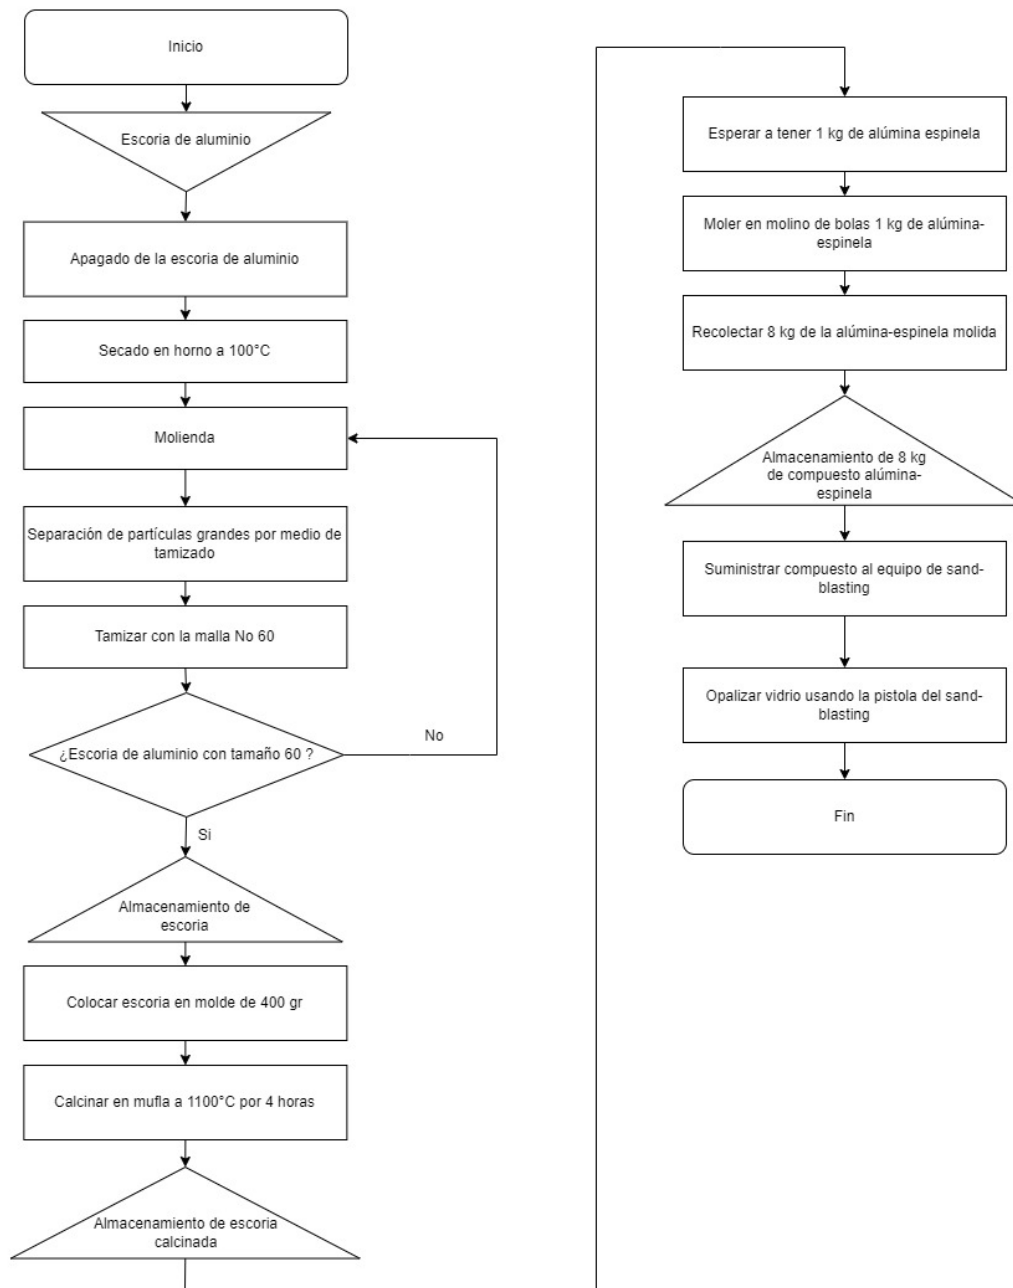 Inicio
Escoria de aluminio
Apagado de la escoria de aluminio
Secado en horno a 100°C
Molienda
Separación de partículas grandes por medio de
tamizado
Tamizar con la malla No 60
¿Escoria de aluminio con tamaño 60 ?
No
Si
Almacenamiento de
escoria
Colocar escoria en molde de 400 gr
Calcinar en mufla a 1100°C por 4 horas
Almacenamiento de escoria
calcinada
Esperar a tener 1 kg de alúmina espinela
Moler en molino de bolas 1 kg de alúmina-
espinela
Recolectar 8 kg de la alúmina-espinela molida
Almacenamiento de 8 kg
de compuesto alúmina-
espinela
Suministrar compuesto al equipo de sand-
blasting
Opalizar vidrio usando la pistola del sand-
blasting
Fin